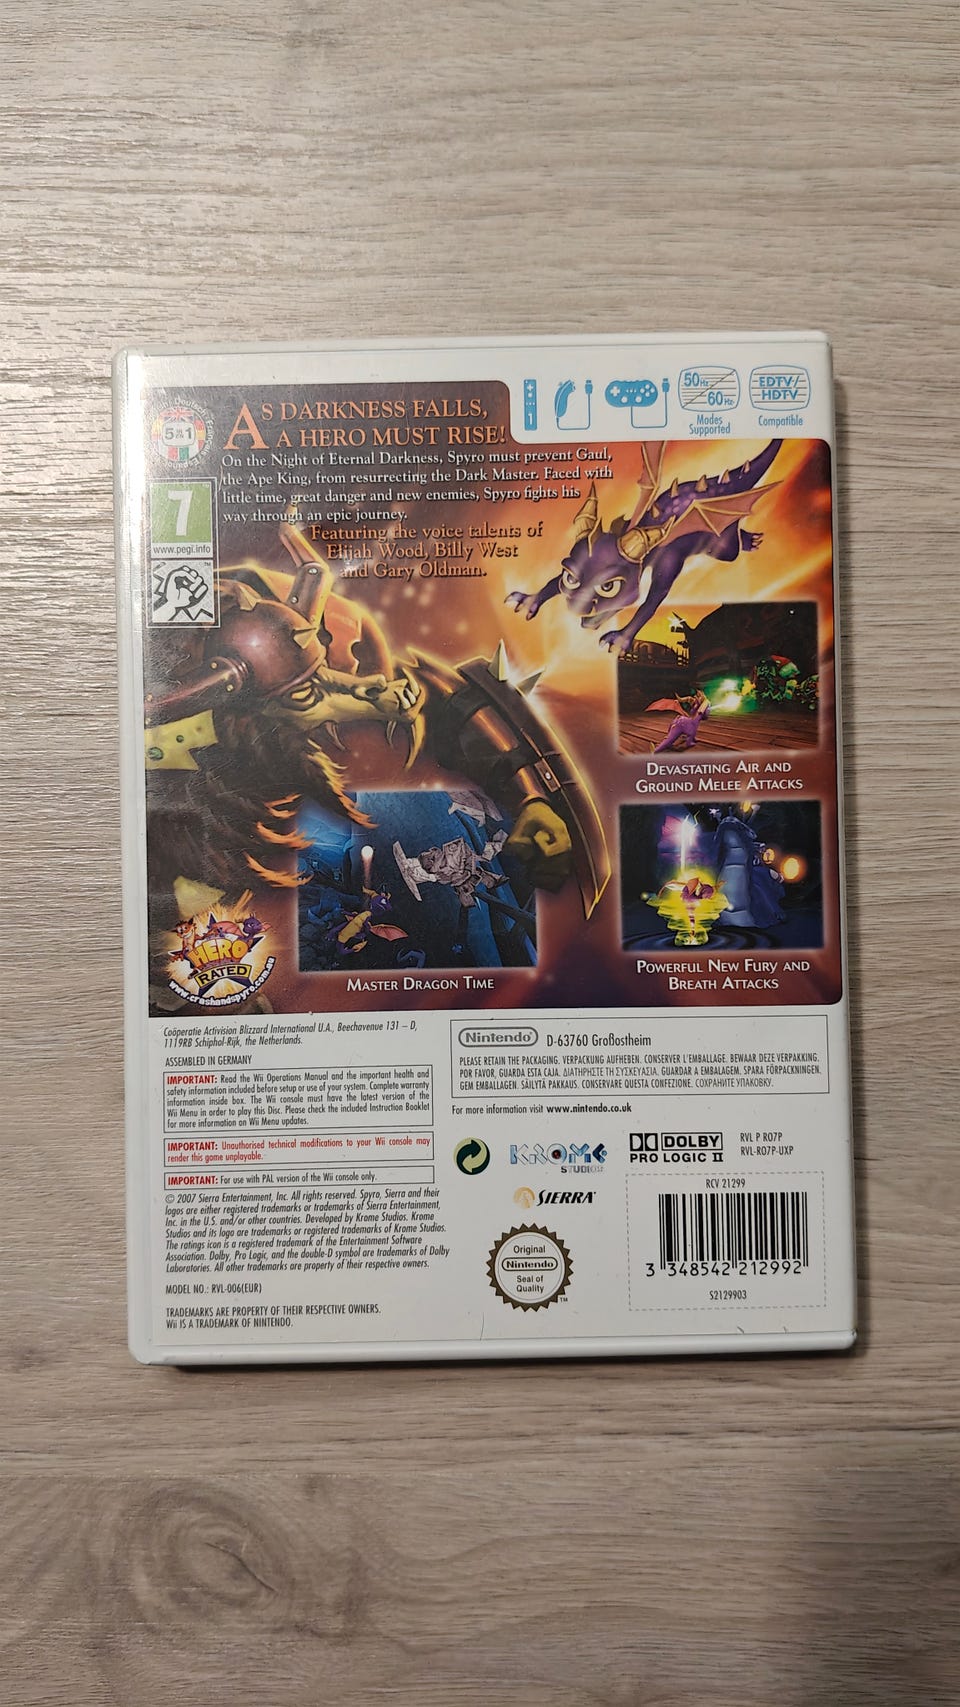 50Hz
60Hz
Modes
Supported
EDTV/
HDTV
Compatible
1
5 IN 1
AS DARKNESS FALLS,
A HERO MUST RISE!
On the Night of Eternal Darkness, Spyro must prevent Gaul,
the Ape King, from resurrecting the Dark Master. Faced with
little time, great danger and new enemies, Spyro fights his
way through an epic journey.
Featuring the voice talents of
Elijah Wood, Billy West
and Gary Oldman.
7
www.pegi.info
DEVASTATING AIR AND
GROUND MELEE ATTACKS
MASTER DRAGON TIME
POWERFUL NEW FURY AND
BREATH ATTACKS
HERO
RATED
www.crashandspyro.com.au
Coöperatie Activision Blizzard International U.A., Beechavenue 131 – D,
1119RB Schiphol-Rijk, the Netherlands.
ASSEMBLED IN GERMANY
IMPORTANT: Read the Wii Operations Manual and the important health and
safety information included before setup or use of your system. Complete warranty
information inside box. The Wii console must have the latest version of the
Wii Menu in order to play this Disc. Please check the included Instruction Booklet
for more information on Wii Menu updates.
IMPORTANT: Unauthorised technical modifications to your Wii console may
render this game unplayable.
IMPORTANT: For use with PAL version of the Wii console only.
© 2007 Sierra Entertainment, Inc. All rights reserved. Spyro, Sierra and their
logos are either registered trademarks or trademarks of Sierra Entertainment,
Inc. in the U.S. and/or other countries. Developed by Krome Studios. Krome
Studios and its logo are trademarks or registered trademarks of Krome Studios.
The ratings icon is a registered trademark of the Entertainment Software
Association. Dolby, Pro Logic, and the double-D symbol are trademarks of Dolby
Laboratories. All other trademarks are property of their respective owners.
MODEL NO.: RVL-006(EUR)
TRADEMARKS ARE PROPERTY OF THEIR RESPECTIVE OWNERS.
Wii IS A TRADEMARK OF NINTENDO.
Nintendo D-63760 Großostheim
PLEASE RETAIN THE PACKAGING. VERPACKUNG AUFHEBEN. CONSERVER L'EMBALLAGE. BEWAAR DEZE VERPAKKING.
POR FAVOR, GUARDA ESTA CAJA. ΔΙΑΤΗΡΗΣΤΕ ΤΗ ΣΥΣΚΕΥΑΣΙΑ. GUARDAR A EMBALAGEM. SPARA FÖRPACKNINGEN.
GEM EMBALLAGEN. SÄILYTÄ PAKKAUS. CONSERVARE QUESTA CONFEZIONE. СОХРАНИТЕ УПАКОВКУ.
For more information visit www.nintendo.co.uk
KROME
STUDIOS
DOLBY
PRO LOGIC II
RVL P RO7P
RVL-RO7P-UXP
SIERRA
Original
Nintendo
Seal of
Quality
TM
RCV 21299
3 348542 212992
S2129903